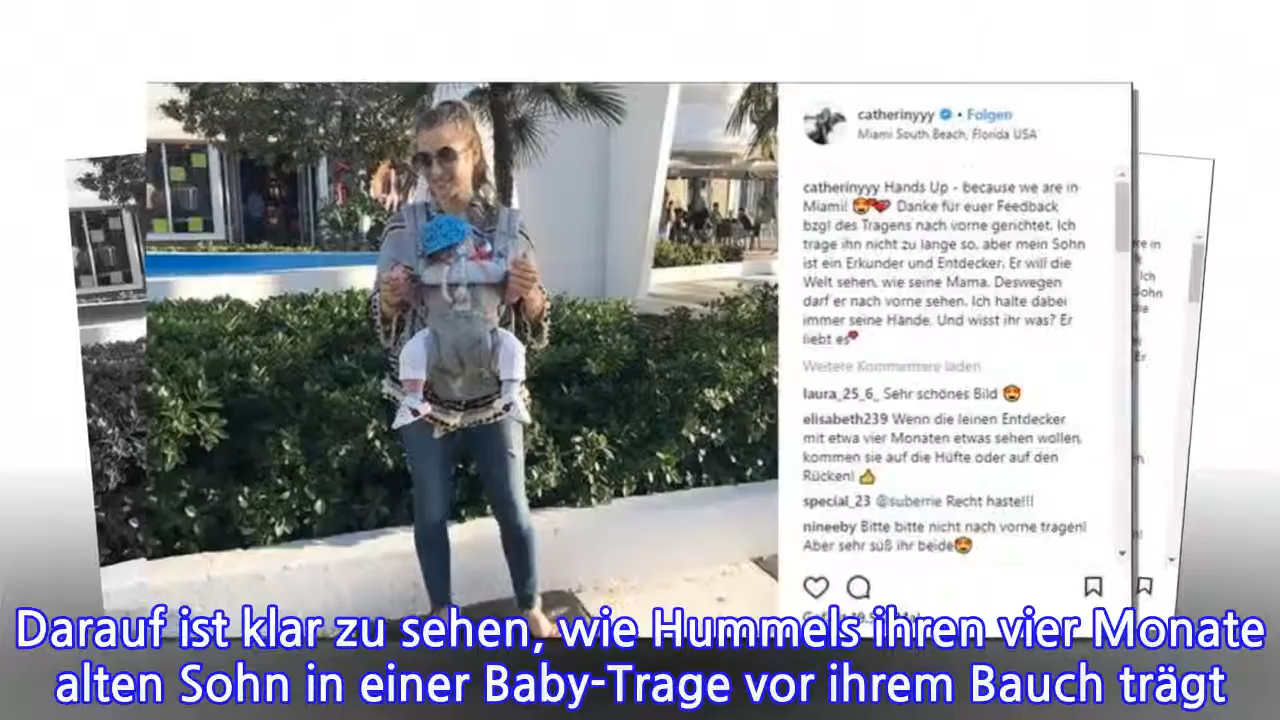 catherinyyy • Folgen
Miami South Beach, Florida USA
catherinyyy Hands Up - because we are in
Miami! 😍💕 Danke für euer Feedback
bzgl des Tragens nach vorne gerichtet. Ich
trage ihn nicht zu lange so, aber mein Sohn
ist ein Erkunder und Entdecker. Er will die
Welt sehen, wie seine Mama. Deswegen
darf er nach vorne sehen. Ich halte dabei
immer seine Hände. Und wisst ihr was? Er
liebt es❤
Weitere Kommentare laden
laura_25_6_ Sehr schönes Bild 😍
elisabeth239 Wenn die leinen Entdecker
mit etwa vier Monaten etwas sehen wollen,
kommen sie auf die Hüfte oder auf den
Rücken! 👍
special_23 @suberrie Recht haste!!!
nineeby Bitte bitte nicht nach vorne tragen!
Aber sehr süß ihr beide😍
Darauf ist klar zu sehen, wie Hummels ihren vier Monate
alten Sohn in einer Baby-Trage vor ihrem Bauch trägt